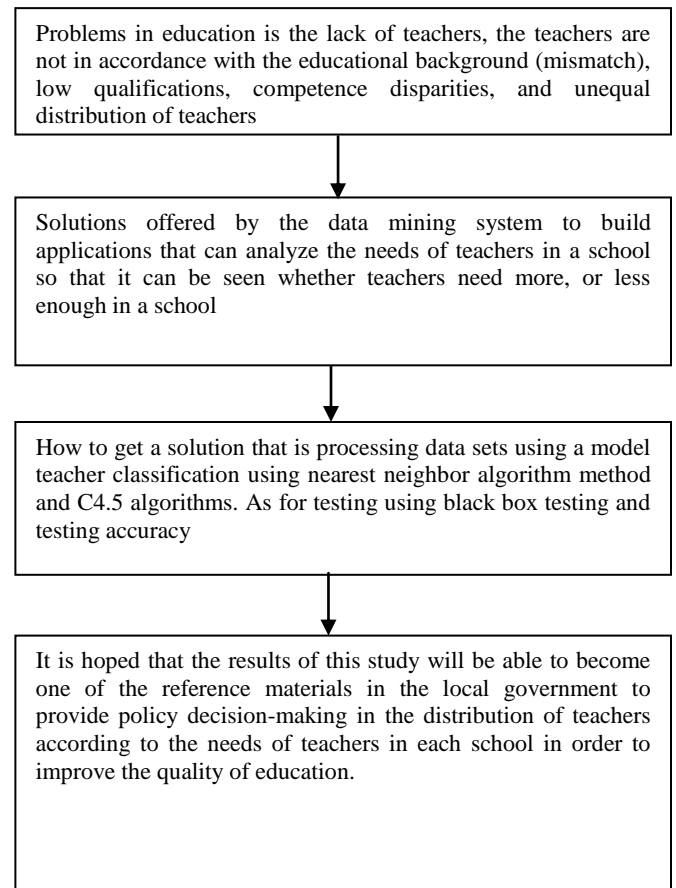 Problems in education is the lack of teachers, the teachers are
not in accordance with the educational background (mismatch),
low qualifications, competence disparities, and unequal
distribution of teachers
Solutions offered by the data mining system to build
applications that can analyze the needs of teachers in a school
so that it can be seen whether teachers need more, or less
enough in a school
How to get a solution that is processing data sets using a model
teacher classification using nearest neighbor algorithm method
and C4.5 algorithms. As for testing using black box testing and
testing accuracy
It is hoped that the results of this study will be able to become
one of the reference materials in the local government to
provide policy decision-making in the distribution of teachers
according to the needs of teachers in each school in order to
improve the quality of education.